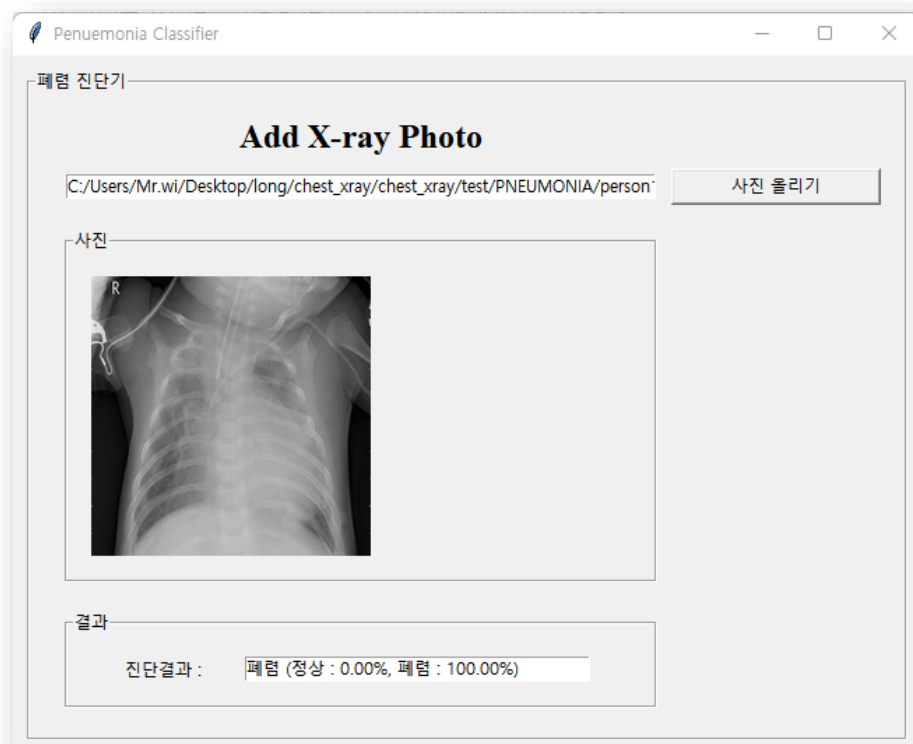 Penuemonia Classifier
폐렴 진단기
Add X-ray Photo
C:/Users/Mr.wi/Desktop/long/chest_xray/chest_xray/test/PNEUMONIA/person1
사진 올리기
사진
R
결과
진단결과 : 폐렴 (정상 : 0.00%, 폐렴 : 100.00%)